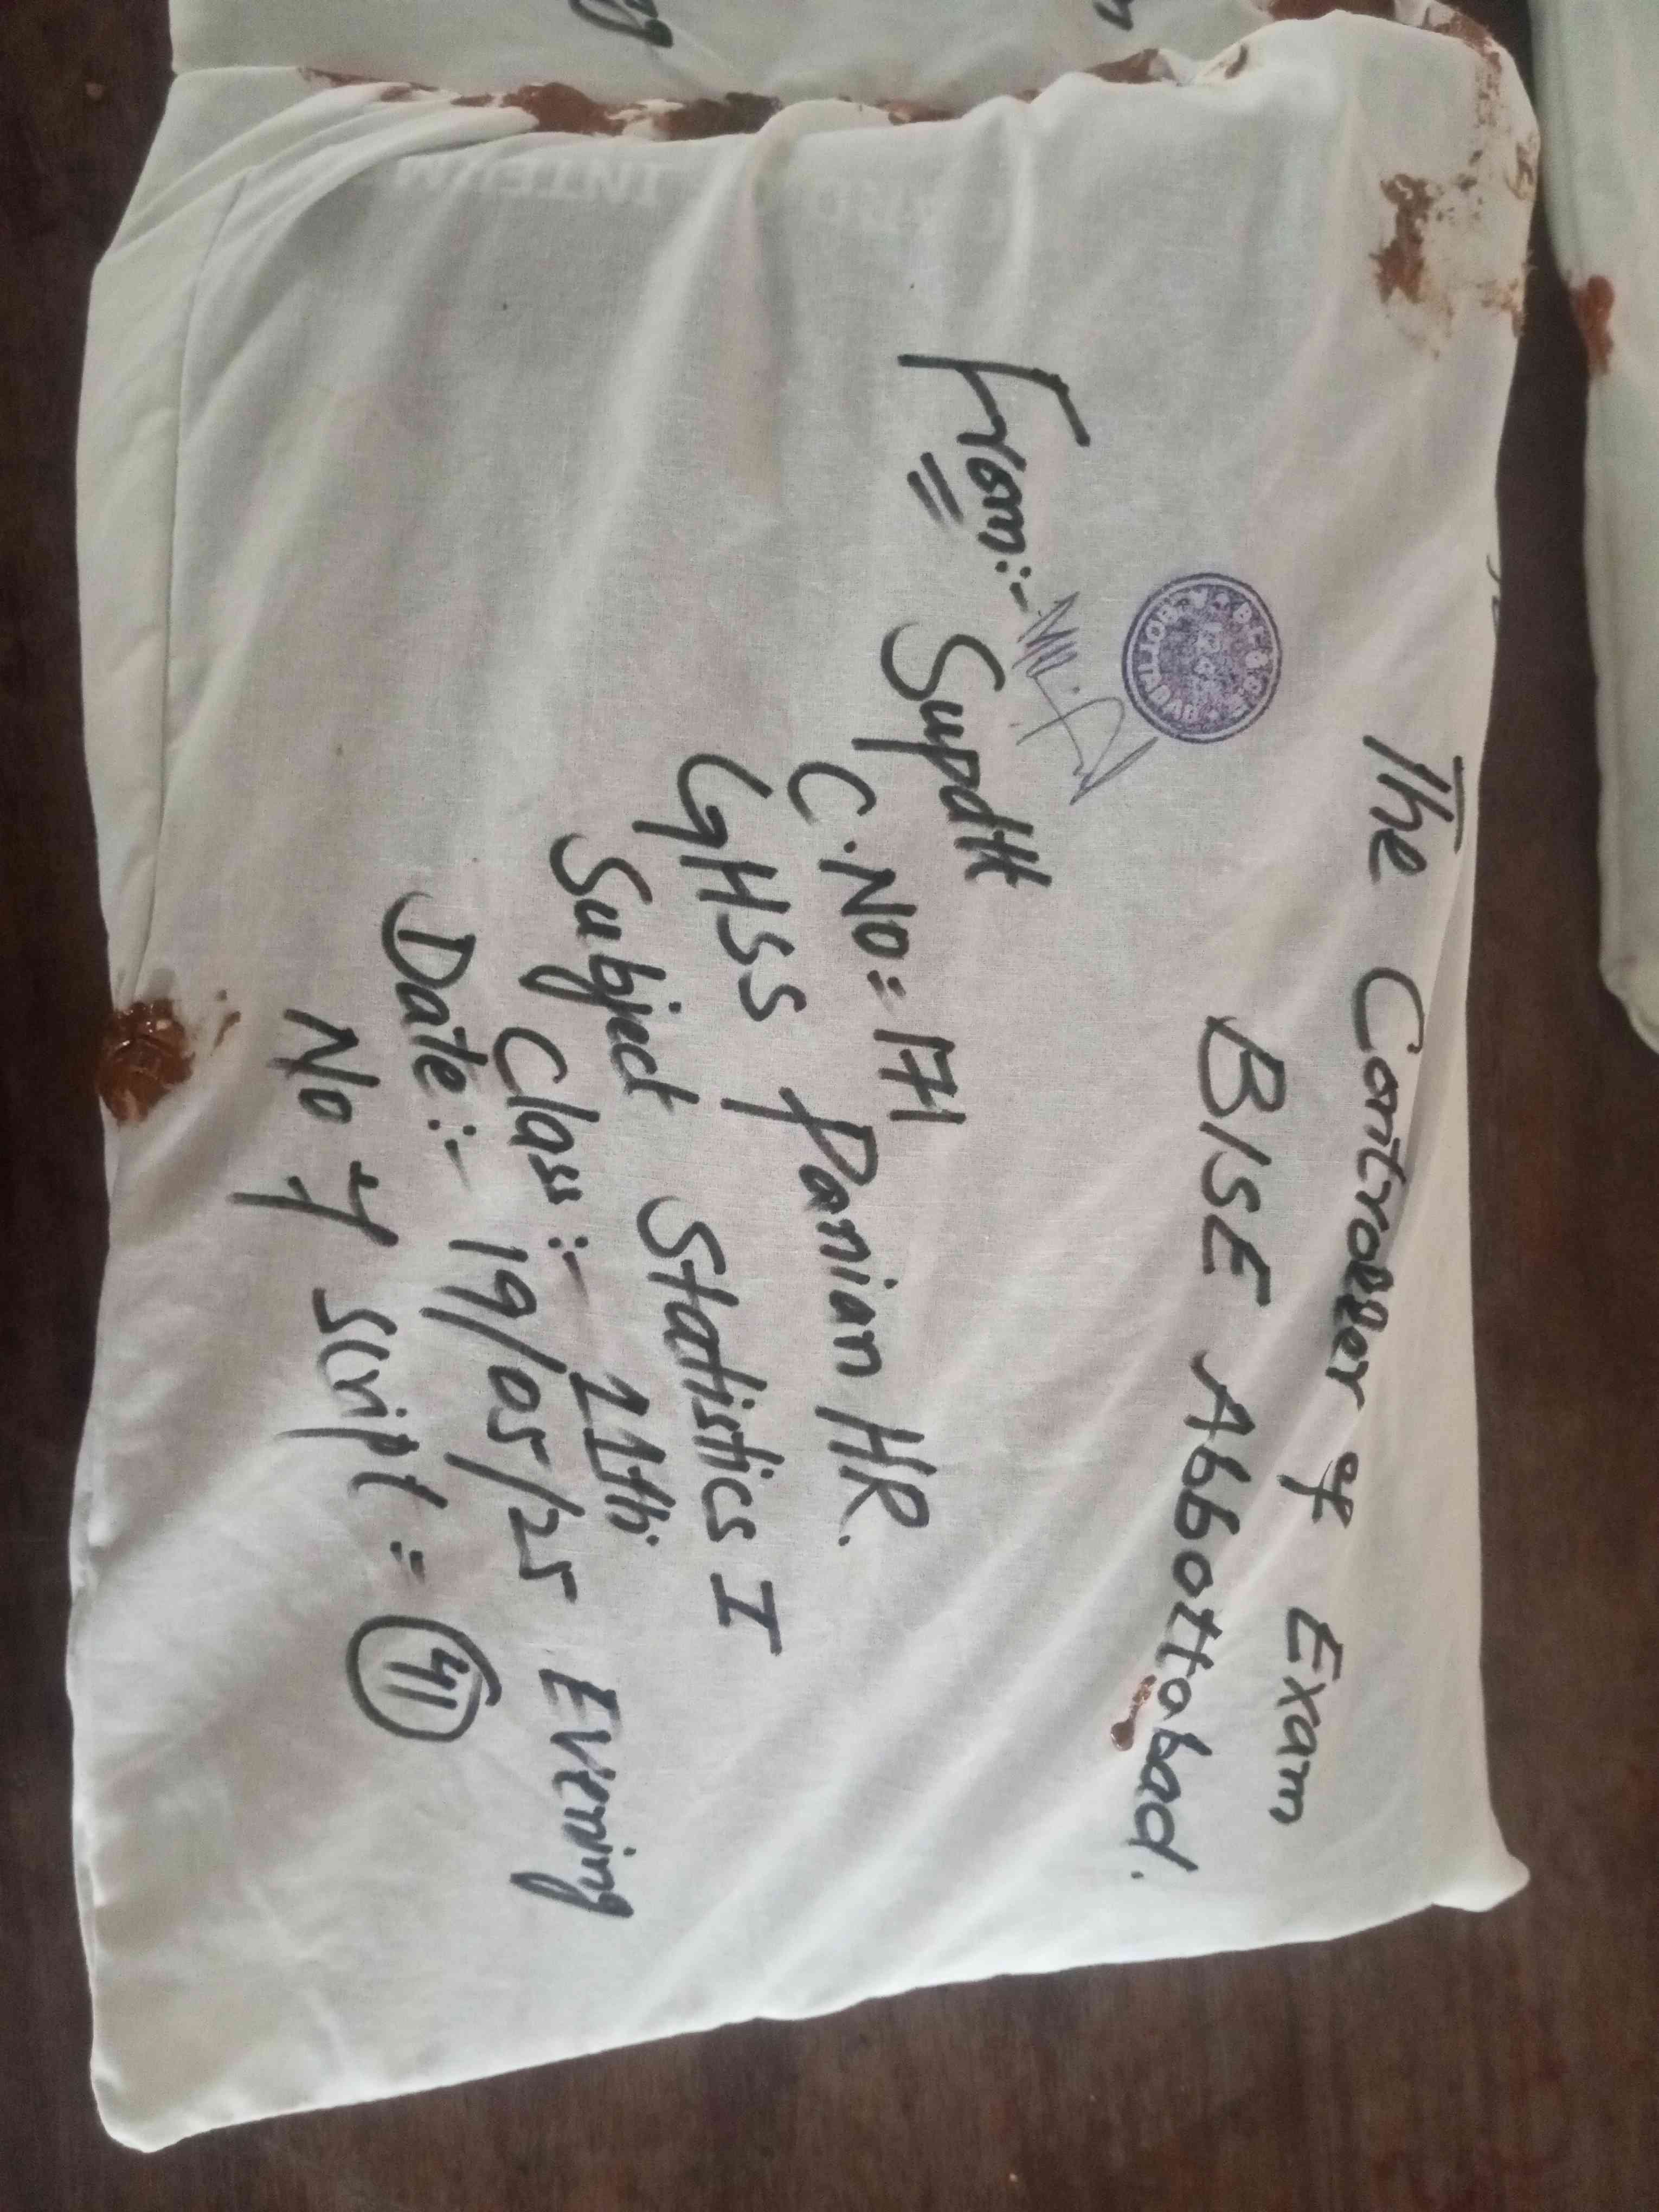 The Controller of Exam
BISE Abbottabad.
From:- Supdtt
C.No = 171
GHSS Panian HR.
Subject Statistics I
Class:- 11th
Date:- 19/05/25 Evening
No of Script = 41